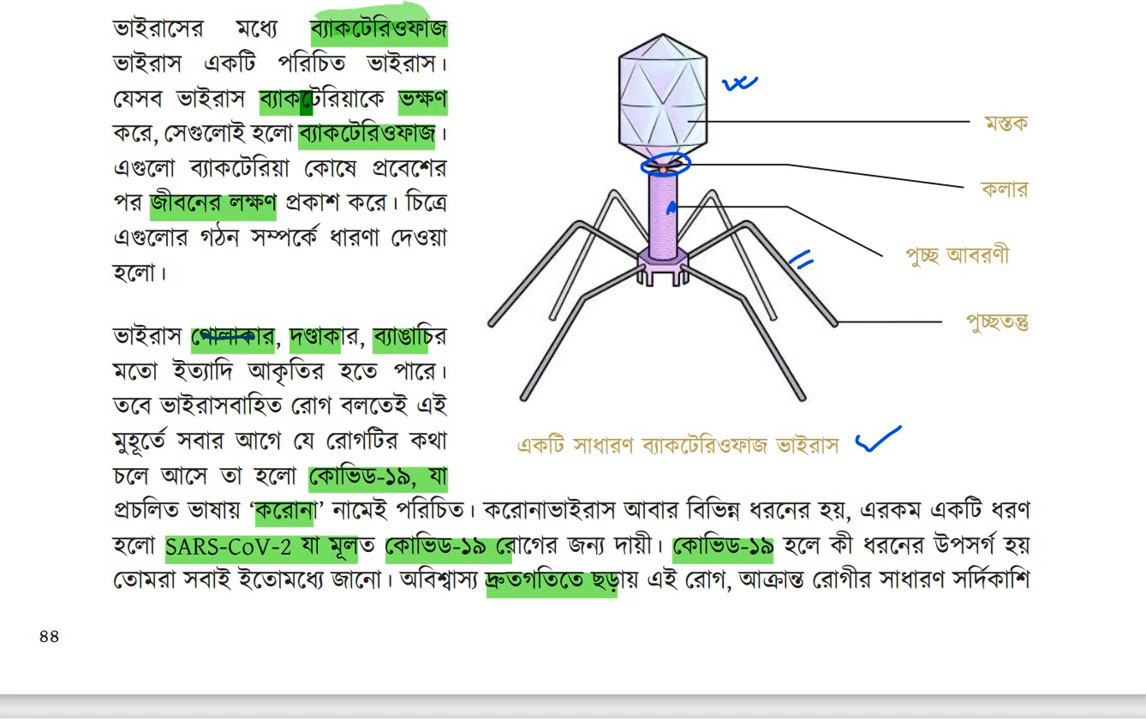 ভাইরাসের মধ্যে ব্যাকটেরিওফাজ
ভাইরাস একটি পরিচিত ভাইরাস।
যেসব ভাইরাস ব্যাকটেরিয়াকে ভক্ষণ
করে, সেগুলোই হলো ব্যাকটেরিওফাজ।
এগুলো ব্যাকটেরিয়া কোষে প্রবেশের
পর জীবনের লক্ষণ প্রকাশ করে। চিত্রে
এগুলোর গঠন সম্পর্কে ধারণা দেওয়া
হলো।
মস্তক
কলার
পুচ্ছ আবরণী
পুচ্ছতন্তু
একটি সাধারণ ব্যাকটেরিওফাজ ভাইরাস
ভাইরাস গোলাকার, দণ্ডাকার, ব্যাঙাচির
মতো ইত্যাদি আকৃতির হতে পারে।
তবে ভাইরাসবাহিত রোগ বলতেই এই
মুহূর্তে সবার আগে যে রোগটির কথা
চলে আসে তা হলো কোভিড-১৯, যা
প্রচলিত ভাষায় ‘করোনা’ নামেই পরিচিত। করোনাভাইরাস আবার বিভিন্ন ধরনের হয়, এরকম একটি ধরণ
হলো SARS-CoV-2 যা মূলত কোভিড-১৯ রোগের জন্য দায়ী। কোভিড-১৯ হলে কী ধরনের উপসর্গ হয়
তোমরা সবাই ইতোমধ্যে জানো। অবিশ্বাস্য দ্রুতগতিতে ছড়ায় এই রোগ, আক্রান্ত রোগীর সাধারণ সর্দিকাশি
88